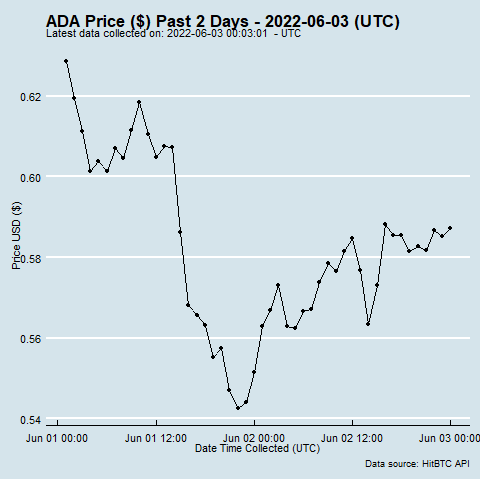 ADA Price ($) Past 2 Days - 2022-06-03 (UTC)
Latest data collected on: 2022-06-03 00:03:01 - UTC
Price USD ($)
0.62
0.60
0.58
0.56
0.54
Jun 01 00:00 Jun 01 12:00 Jun 02 00:00 Jun 02 12:00 Jun 03 00:00
Date Time Collected (UTC)
Data source: HitBTC API